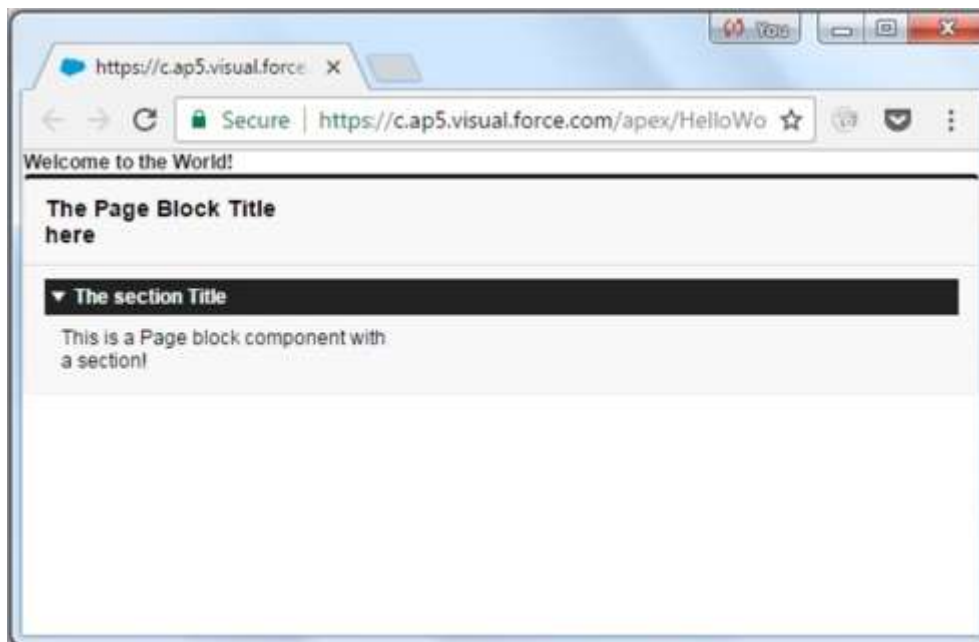 You
https://c.ap5.visual.force
Secure | https://c.ap5.visual.force.com/apex/HelloWo
Welcome to the World!
The Page Block Title
here
The section Title
This is a Page block component with
a section!